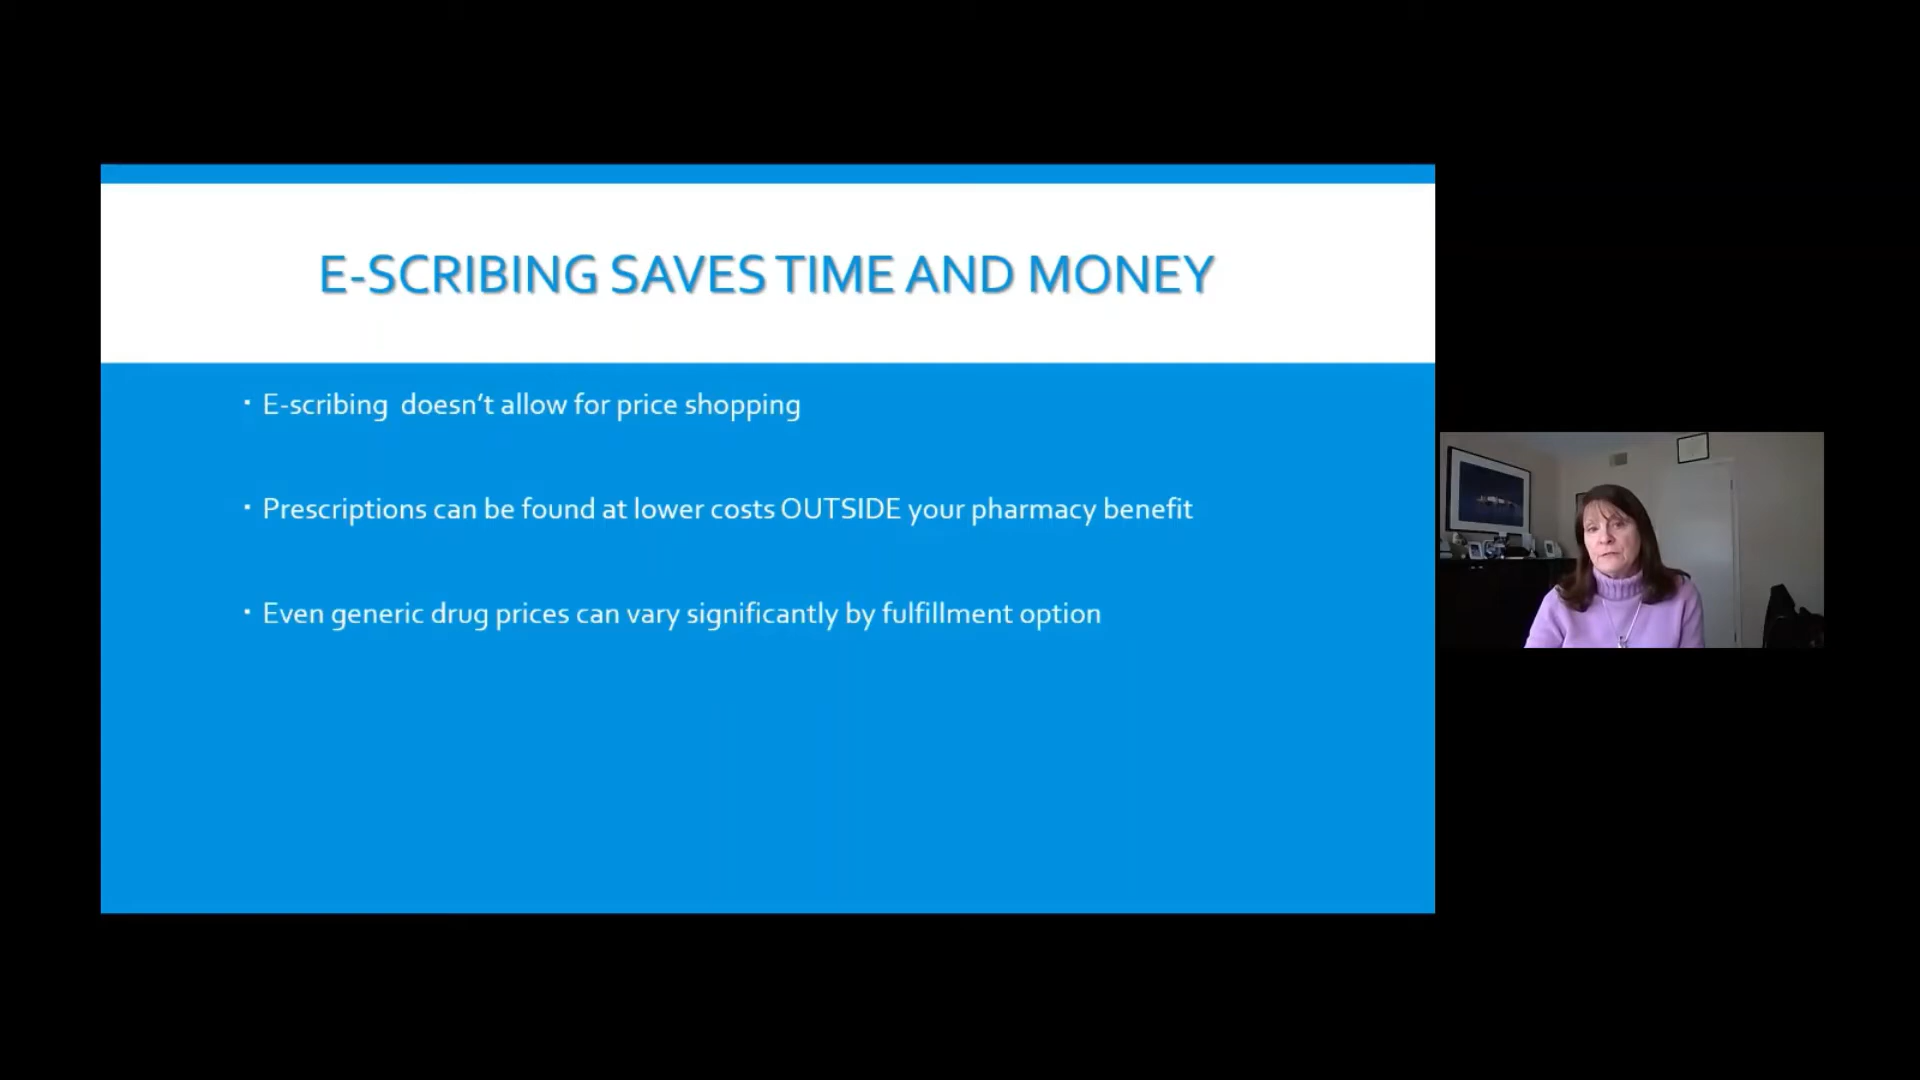 E-SCRIBING SAVES TIME AND MONEY
▪ E-scribing  doesn’t allow for price shopping
▪ Prescriptions can be found at lower costs OUTSIDE your pharmacy benefit
▪ Even generic drug prices can vary significantly by fulfillment option